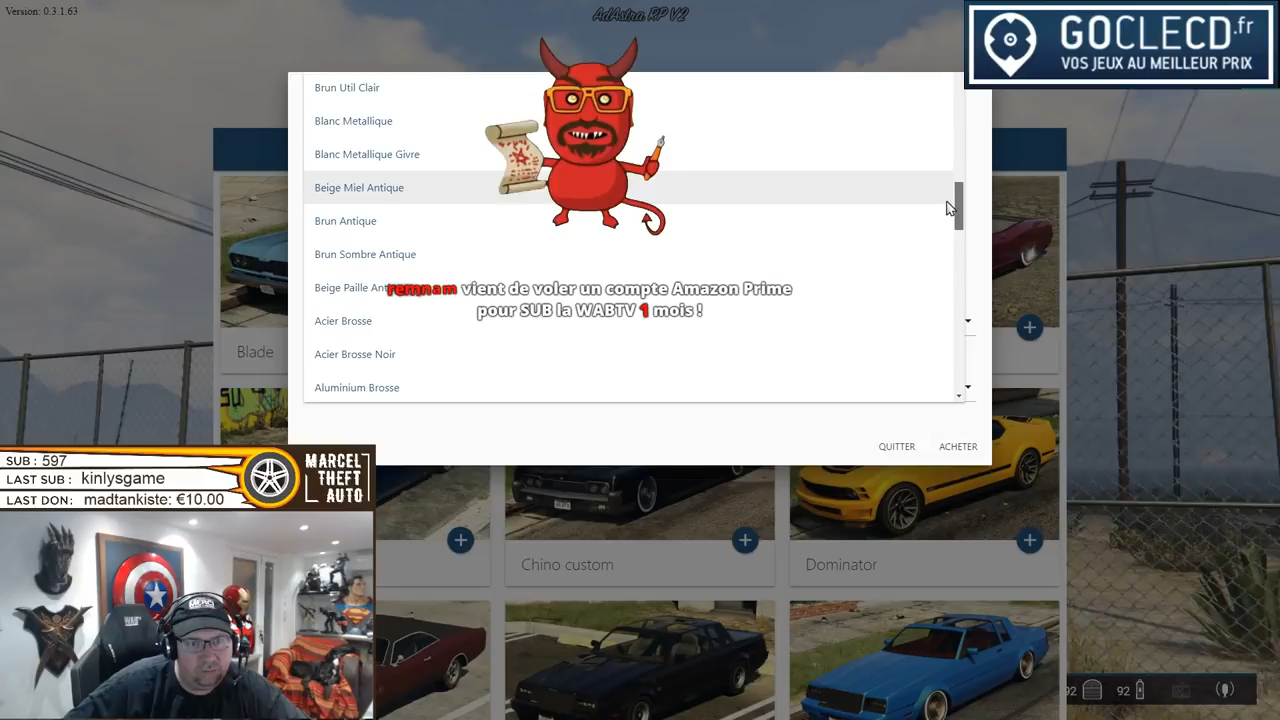 Version: 0.3.1.63
AdAstra RP V2
GOCLECD.fr
VOS JEUX AU MEILLEUR PRIX
Brun Util Clair
Blanc Metallique
Blanc Metallique Givre
Beige Miel Antique
Brun Antique
Brun Sombre Antique
Beige Paille Ant
remnam vient de voler un compte Amazon Prime
pour SUB la WABTV 1 mois !
Acier Brosse
Acier Brosse Noir
Aluminium Brosse
Blade
QUITTER
ACHETER
SUB : 597
LAST SUB : kinlysgame
LAST DON: madtankiste: €10.00
MARCEL
THEFT
AUTO
Chino custom
Dominator
92
92